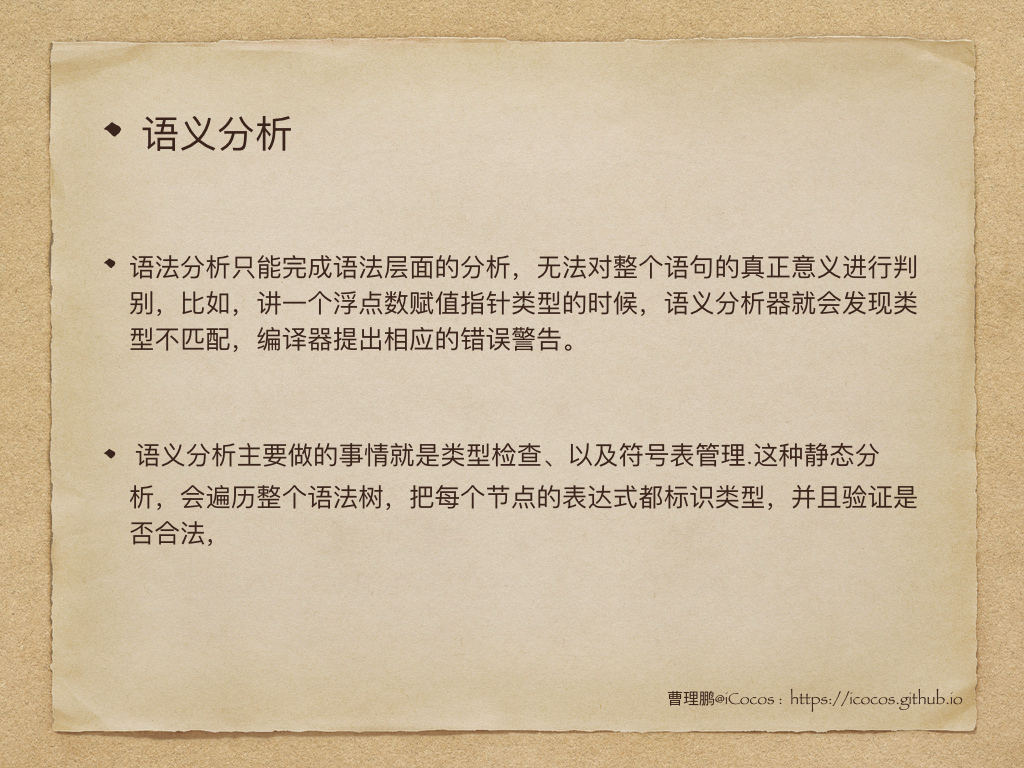 语义分析
语法分析只能完成语法层面的分析，无法对整个语句的真正意义进行判
别，比如，讲一个浮点数赋值指针类型的时候，语义分析器就会发现类
型不匹配，编译器提出相应的错误警告。
语义分析主要做的事情就是类型检查、以及符号表管理.这种静态分
析，会遍历整个语法树，把每个节点的表达式都标识类型，并且验证是
否合法，
曹理鹏@iCocos : https://icocos.github.io